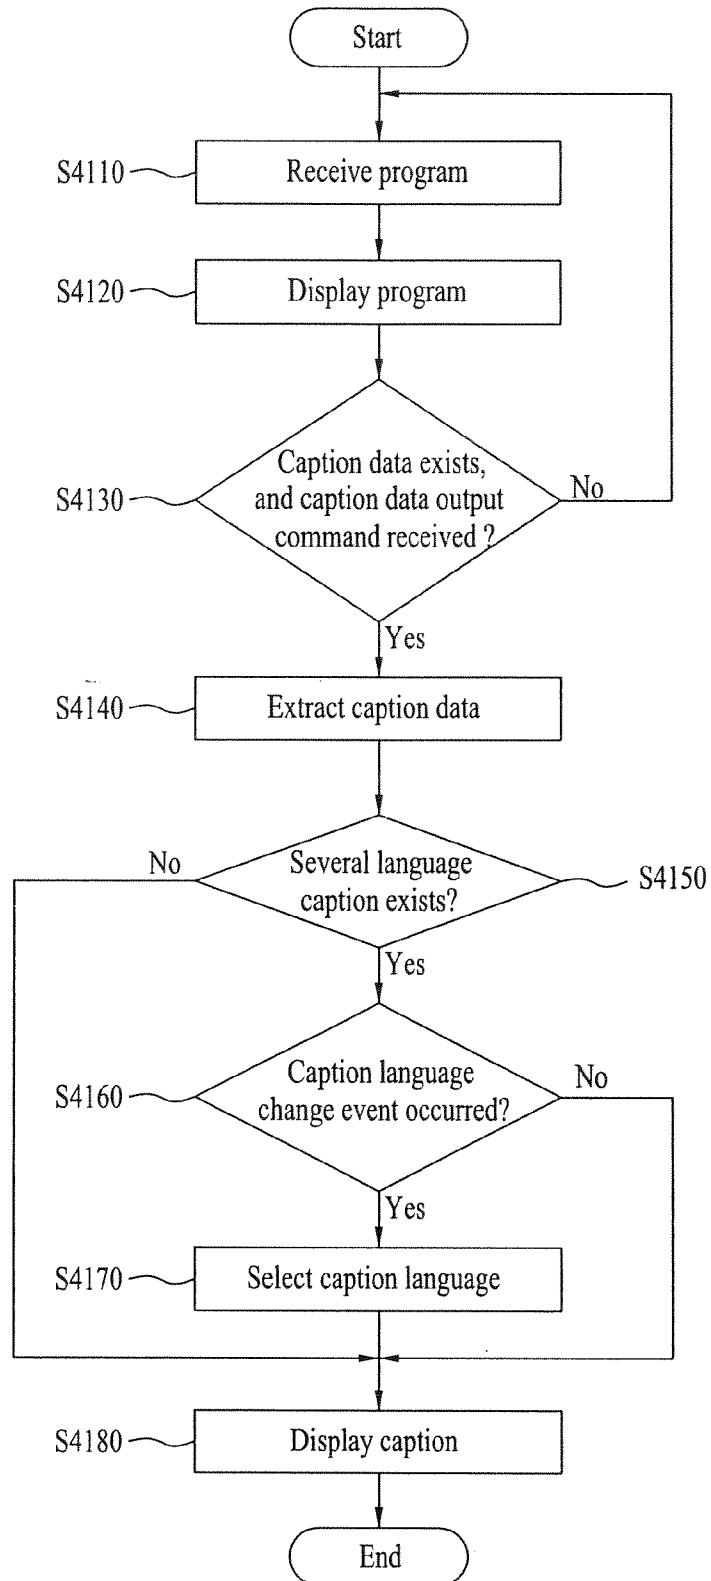 Start
S4110
Receive program
S4120
Display program
S4130
Caption data exists,
and caption data output
command received ?
No
Yes
S4140
Extract caption data
No
Several language
caption exists?
S4150
Yes
S4160
Caption language
change event occurred?
No
Yes
S4170
Select caption language
S4180
Display caption
End